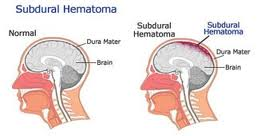 Subdural Hematoma
Normal
Dura Mater
Brain
Subdural
Hematoma
Subdural
Hematoma
Dura Mater
Brain